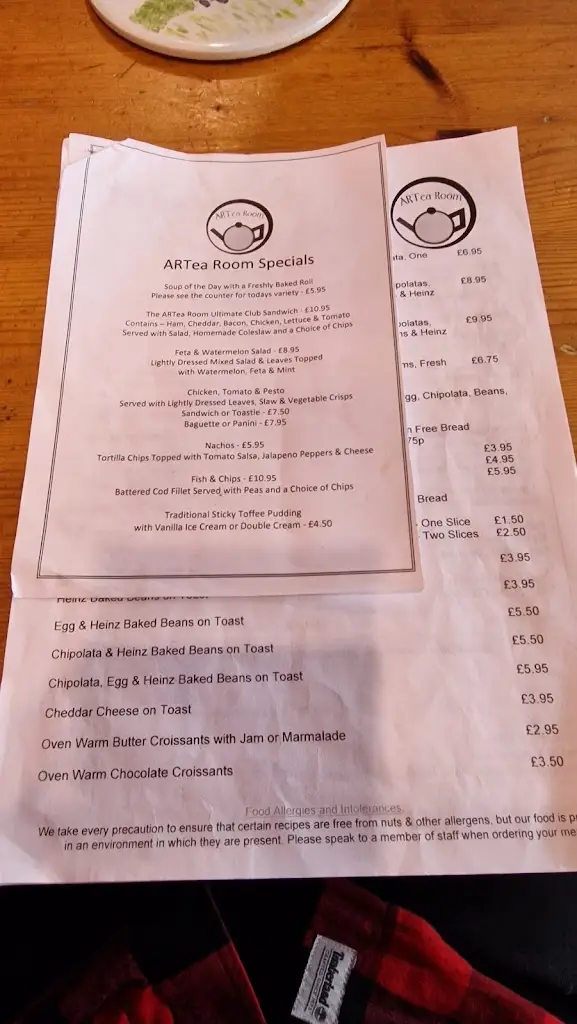 ARTea Room
ARTea Room Specials
Soup of the Day with a Freshly Baked Roll
Please see the counter for todays variety - £5.95
The ARTea Room Ultimate Club Sandwich - £10.95
Contains – Ham, Cheddar, Bacon, Chicken, Lettuce & Tomato
Served with Salad, Homemade Coleslaw and a Choice of Chips
Feta & Watermelon Salad - £8.95
Lightly Dressed Mixed Salad & Leaves Topped
with Watermelon, Feta & Mint
Chicken, Tomato & Pesto
Served with Lightly Dressed Leaves, Slaw & Vegetable Crisps
Sandwich or Toastie - £7.50
Baguette or Panini - £7.95
Nachos - £5.95
Tortilla Chips Topped with Tomato Salsa, Jalapeno Peppers & Cheese
Fish & Chips - £10.95
Battered Cod Fillet Served with Peas and a Choice of Chips
Traditional Sticky Toffee Pudding
with Vanilla Ice Cream or Double Cream - £4.50
ARTea Room
One £6.95
£8.95
& Heinz
£9.95
& Heinz
Fresh £6.75
Chipolata, Beans,
Free Bread
75p
£3.95
£4.95
£5.95
Bread
- One Slice £1.50
Two Slices £2.50
£3.95
Heinz Baked Beans on Toast £3.95
Egg & Heinz Baked Beans on Toast £5.50
Chipolata & Heinz Baked Beans on Toast £5.50
Chipolata, Egg & Heinz Baked Beans on Toast £5.95
Cheddar Cheese on Toast £3.95
Oven Warm Butter Croissants with Jam or Marmalade £2.95
Oven Warm Chocolate Croissants £3.50
Food Allergies and Intolerances
We take every precaution to ensure that certain recipes are free from nuts & other allergens, but our food is
in an environment in which they are present. Please speak to a member of staff when ordering your
Timberland